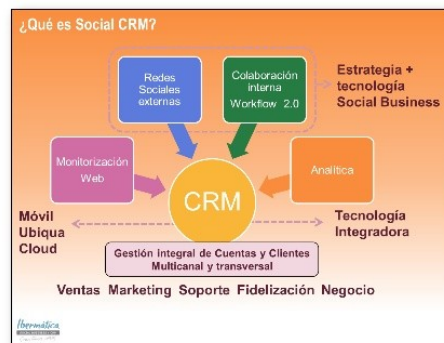 ¿Qué es Social CRM?
Redes
Sociales
externas
Colaboración
interna
Workflow 2.0
Estrategia +
tecnología
Social Business
Monitorización
Web
Analítica
CRM
Móvil
Ubiqua
Cloud
Tecnología
Integradora
Gestión integral de Cuentas y Clientes
Multicanal y transversal
Ventas Marketing Soporte Fidelización Negocio
Ibermática